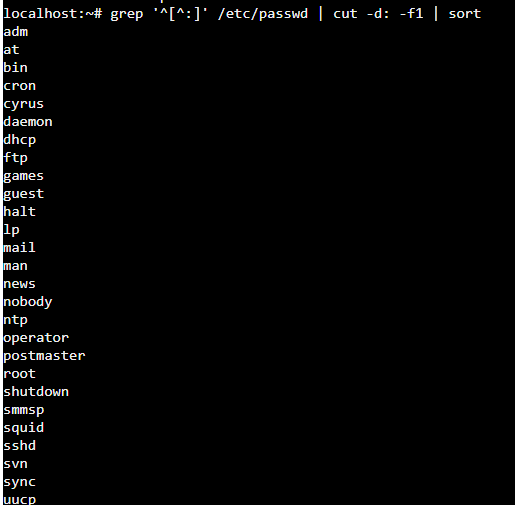 localhost:~# grep '^[^:]' /etc/passwd | cut -d: -f1 | sort
adm
at
bin
cron
cyrus
daemon
dhcp
ftp
games
guest
halt
lp
mail
man
news
nobody
ntp
operator
postmaster
root
shutdown
smmsp
squid
sshd
svn
sync
uucp